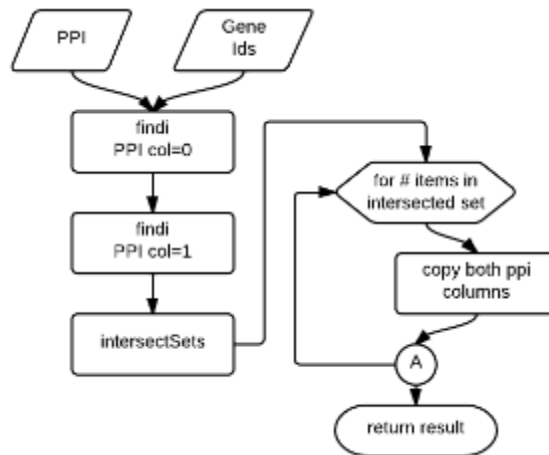 PPI
Gene
Ids
findi
PPI col=0
findi
PPI col=1
intersectSets
for # items in
intersected set
copy both ppi
columns
A
return result